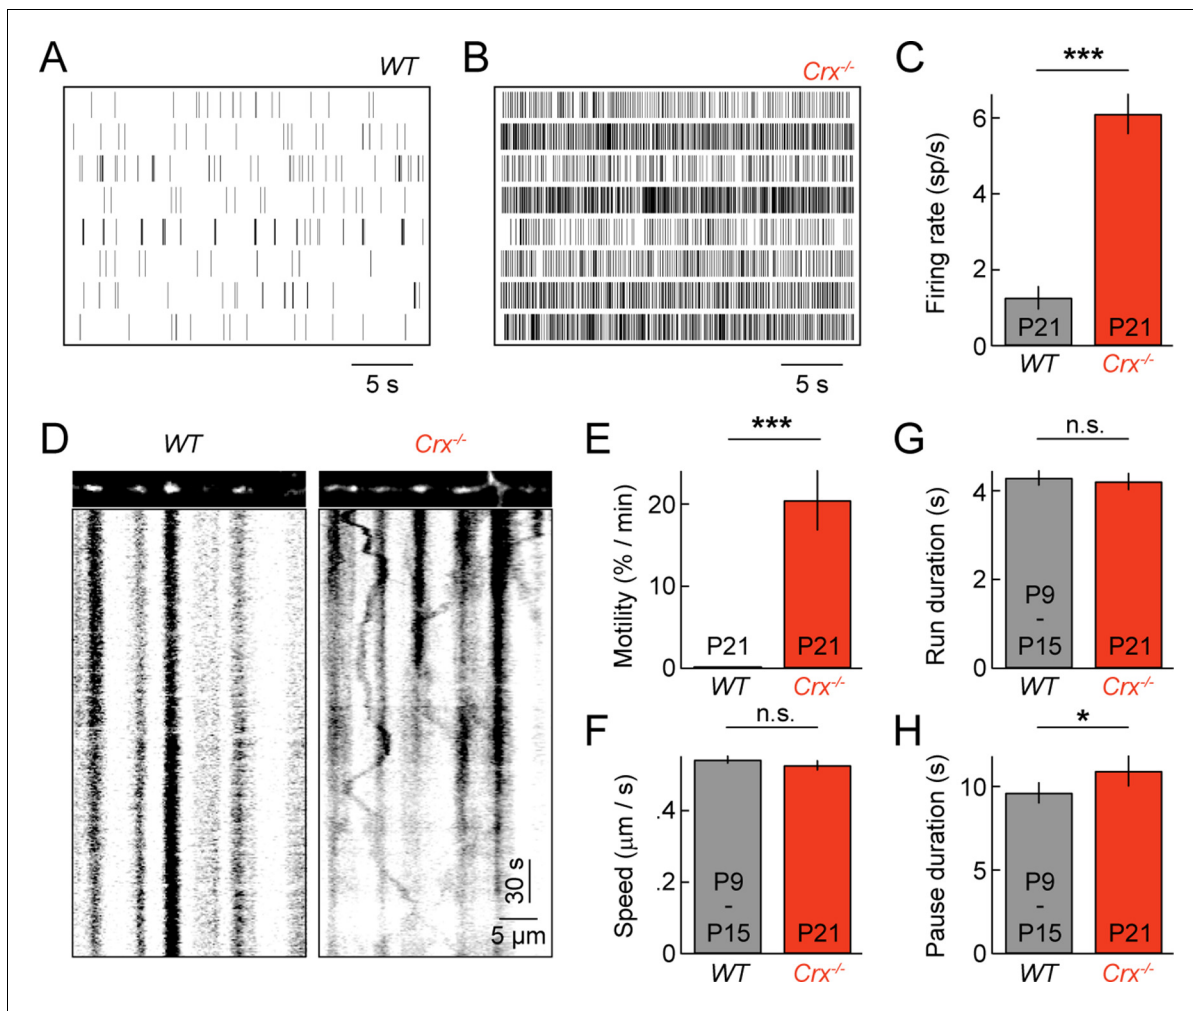 A
WT
5 s
B
Crx-/-
5 s
C
***
Firing rate (sp/s)
6
4
2
0
P21
P21
WT
Crx-/-
D
WT
Crx-/-
30 s
5 µm
E
***
Motility (% / min)
20
10
0
P21
P21
WT
Crx-/-
F
n.s.
Speed (µm / s)
.4
.2
0
P9
-
P15
P21
WT
Crx-/-
G
n.s.
Run duration (s)
4
2
0
P9
-
P15
P21
WT
Crx-/-
H
*
Pause duration (s)
10
5
0
P9
-
P15
P21
WT
Crx-/-